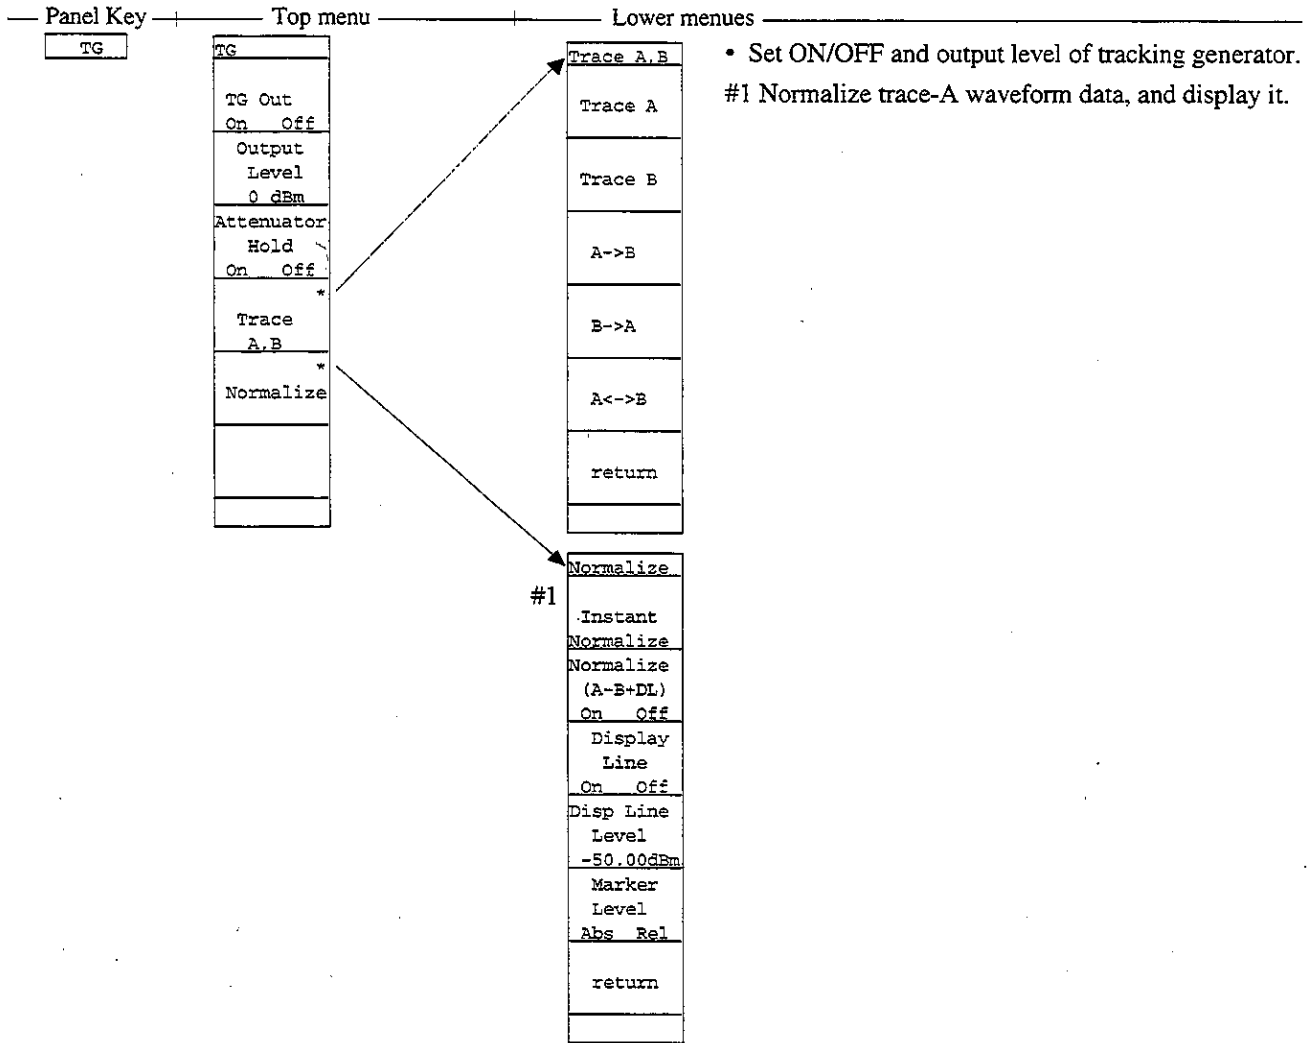 Panel Key
Top menu
Lower menues
TG
TG
TG Out
On Off
Output
Level
0 dBm
Attenuator
Hold
On Off
*
Trace
A,B
*
Normalize
Trace A,B
Trace A
Trace B
A->B
B->A
A<->B
return
• Set ON/OFF and output level of tracking generator.
#1 Normalize trace-A waveform data, and display it.
#1
Normalize
Instant
Normalize
Normalize
(A-B+DL)
On Off
Display
Line
On Off
Disp Line
Level
-50.00dBm
Marker
Level
Abs Rel
return